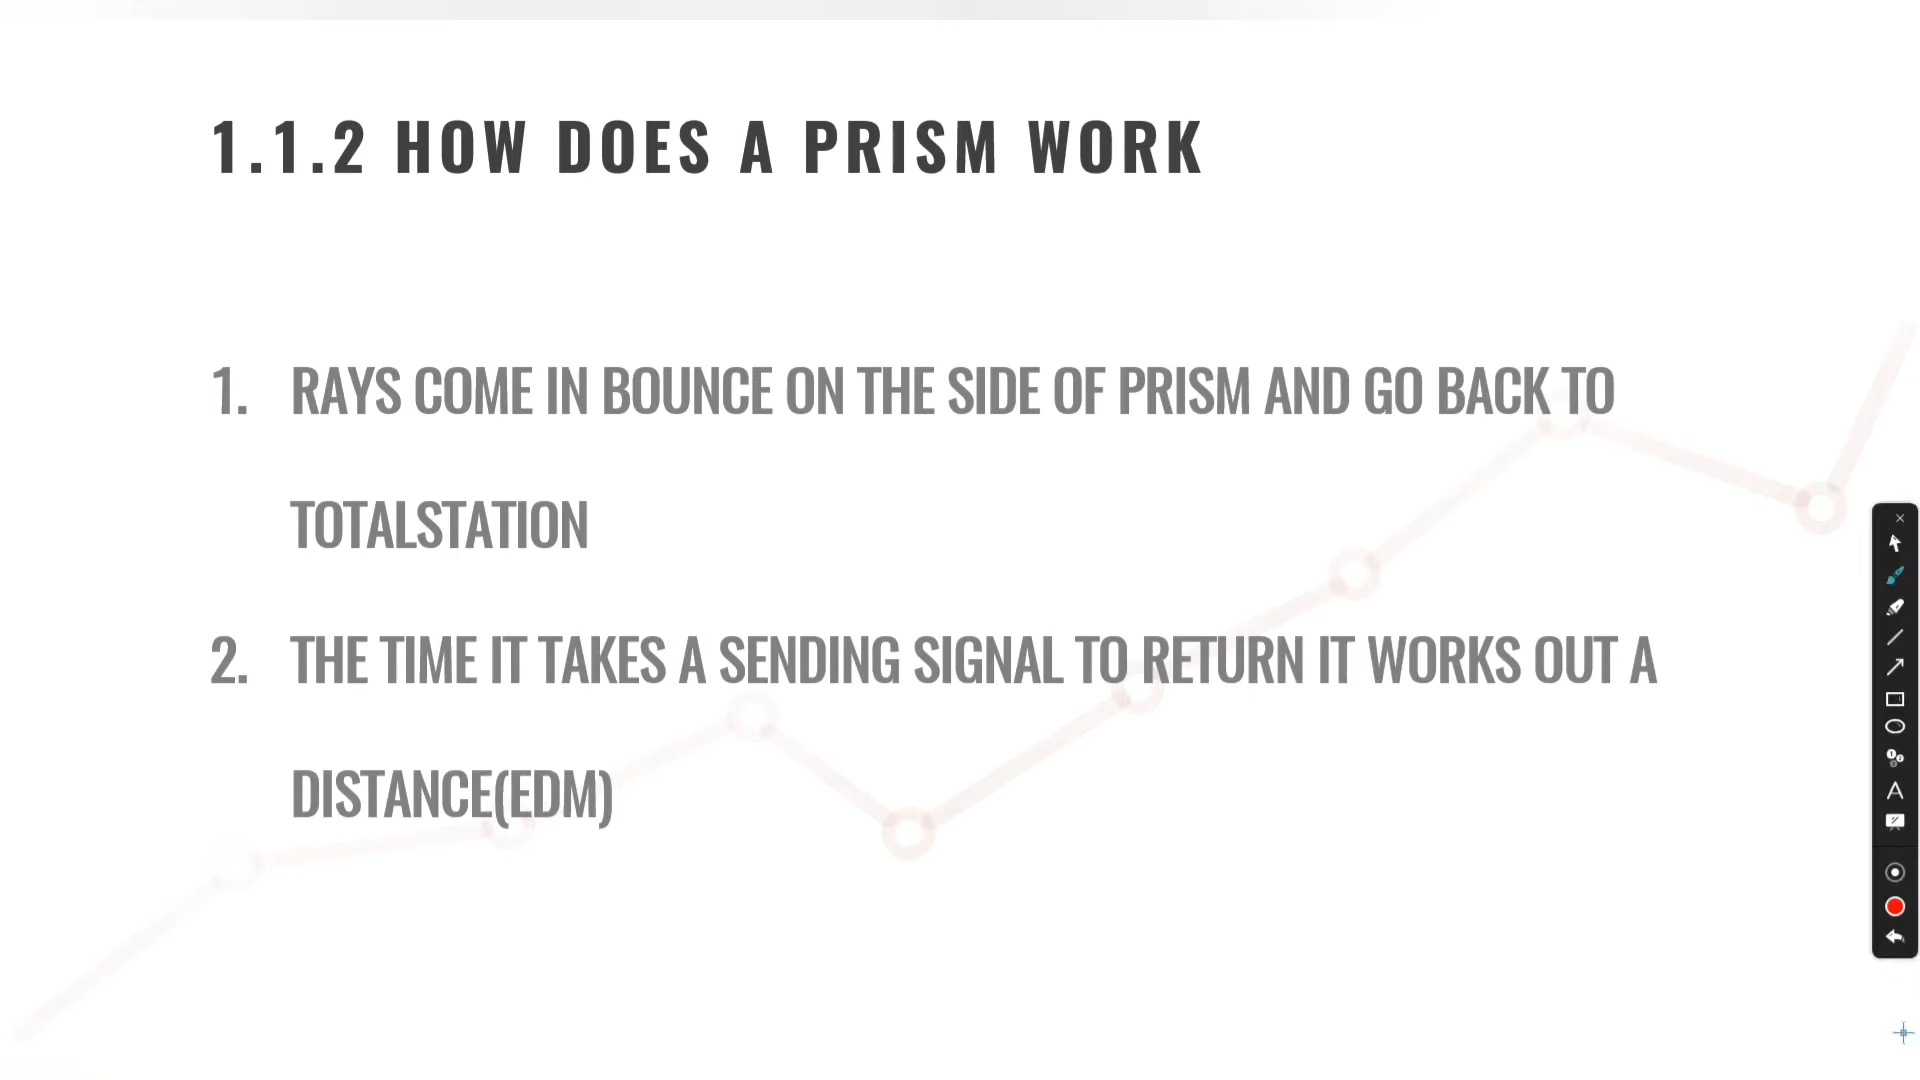 1.1.2 HOW DOES A PRISM WORK
1. RAYS COME IN BOUNCE ON THE SIDE OF PRISM AND GO BACK TO
TOTALSTATION
2. THE TIME IT TAKES A SENDING SIGNAL TO RETURN IT WORKS OUT A
DISTANCE(EDM)